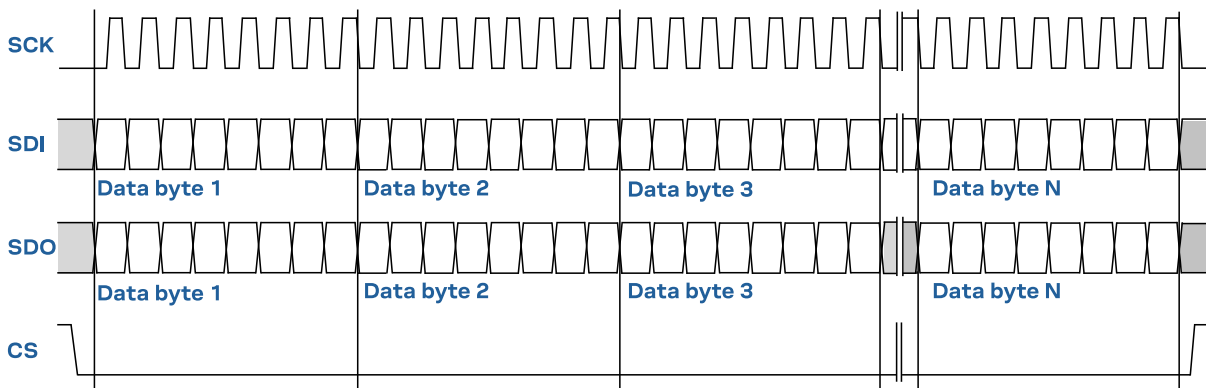 SCK
SDI
Data byte 1 Data byte 2 Data byte 3 Data byte N
SDO
Data byte 1 Data byte 2 Data byte 3 Data byte N
CS